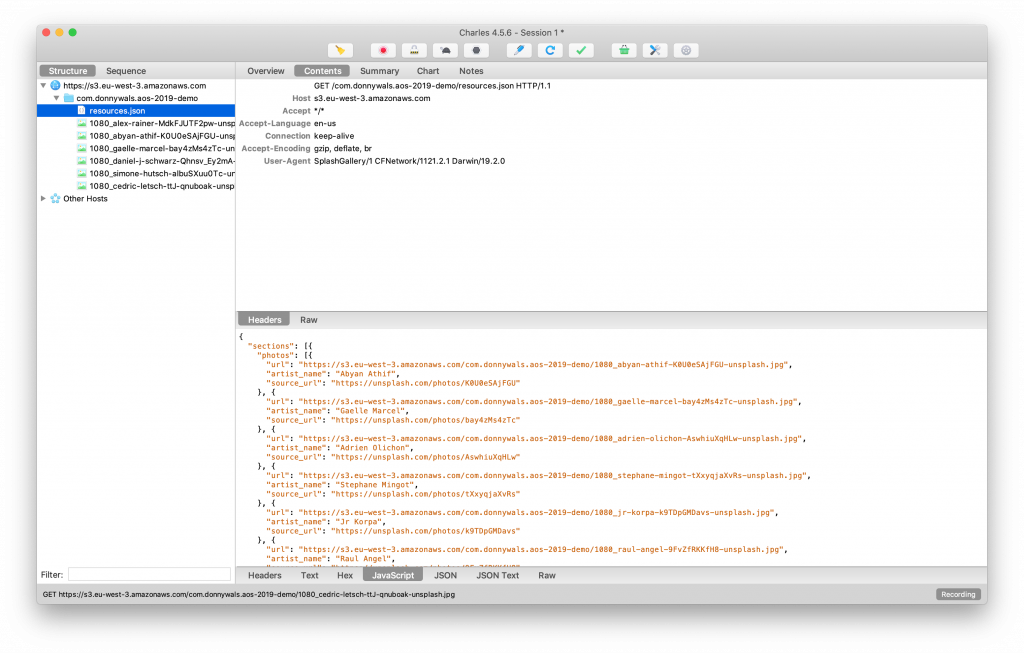 Charles 4.5.6 - Session 1 *
Structure Sequence
Overview Contents Summary Chart Notes
https://s3.eu-west-3.amazonaws.com
com.donnywals.aos-2019-demo
resources.json
1080_alex-rainer-MdkFJUTF2pw-unsp
1080_abyan-athif-K0U0eSAjFGU-unsp
1080_gaelle-marcel-bay4zMs4zTc-un
1080_daniel-j-schwarz-Qhnsv_Ey2mA-
1080_simone-hutsch-albuSXuu0Tc-un
1080_cedric-letsch-ttJ-qnuboak-unsp
Other Hosts
GET /com.donnywals.aos-2019-demo/resources.json HTTP/1.1
Host s3.eu-west-3.amazonaws.com
Accept */*
Accept-Language en-us
Connection keep-alive
Accept-Encoding gzip, deflate, br
User-Agent SplashGallery/1 CFNetwork/1121.2.1 Darwin/19.2.0
Headers Raw
{
"sections": [{
"photos": [{
"url": "https://s3.eu-west-3.amazonaws.com/com.donnywals.aos-2019-demo/1080_abyan-athif-K0U0eSAjFGU-unsplash.jpg",
"artist_name": "Abyan Athif",
"source_url": "https://unsplash.com/photos/K0U0eSAjFGU"
}, {
"url": "https://s3.eu-west-3.amazonaws.com/com.donnywals.aos-2019-demo/1080_gaelle-marcel-bay4zMs4zTc-unsplash.jpg",
"artist_name": "Gaelle Marcel",
"source_url": "https://unsplash.com/photos/bay4zMs4zTc"
}, {
"url": "https://s3.eu-west-3.amazonaws.com/com.donnywals.aos-2019-demo/1080_adrien-olichon-AswhiuXqHLw-unsplash.jpg",
"artist_name": "Adrien Olichon",
"source_url": "https://unsplash.com/photos/AswhiuXqHLw"
}, {
"url": "https://s3.eu-west-3.amazonaws.com/com.donnywals.aos-2019-demo/1080_stephane-mingot-tXxyqjaXvRs-unsplash.jpg",
"artist_name": "Stephane Mingot",
"source_url": "https://unsplash.com/photos/tXxyqjaXvRs"
}, {
"url": "https://s3.eu-west-3.amazonaws.com/com.donnywals.aos-2019-demo/1080_jr-korpa-k9TDpGMDavs-unsplash.jpg",
"artist_name": "Jr Korpa",
"source_url": "https://unsplash.com/photos/k9TDpGMDavs"
}, {
"url": "https://s3.eu-west-3.amazonaws.com/com.donnywals.aos-2019-demo/1080_raul-angel-9FvZfRKKfH8-unsplash.jpg",
"artist_name": "Raul Angel",
Filter:
Headers Text Hex JavaScript JSON JSON Text Raw
GET https://s3.eu-west-3.amazonaws.com/com.donnywals.aos-2019-demo/1080_cedric-letsch-ttJ-qnuboak-unsplash.jpg
Recording